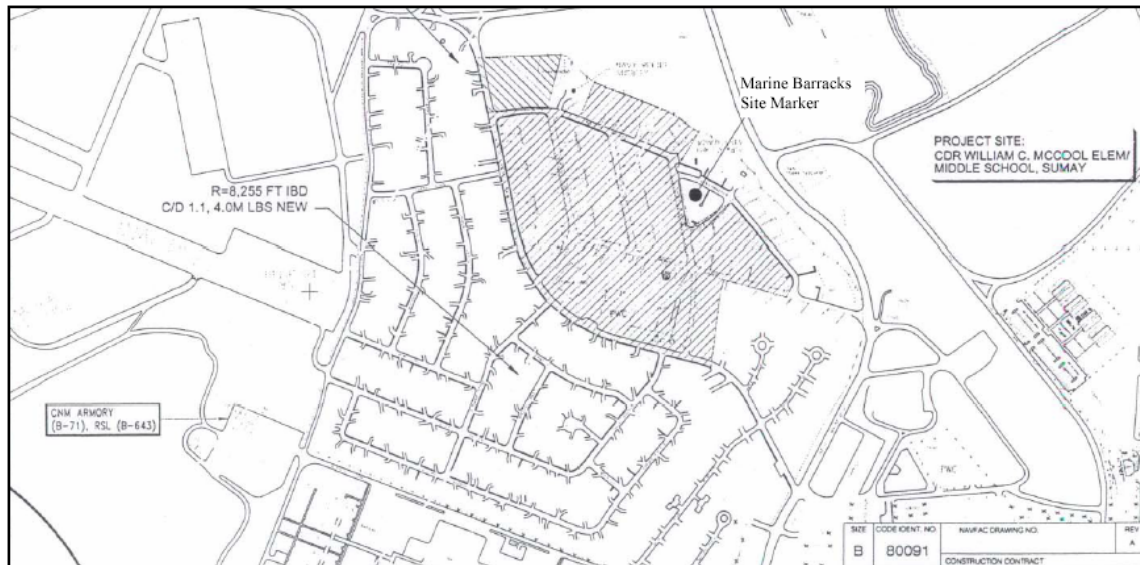 Marine Barracks
Site Marker
PROJECT SITE:
CDR WILLIAM C. MCCOOL ELEM/
MIDDLE SCHOOL, SUMAY
R=8,255 FT IBD
C/D 1.1, 4.0M LBS NEW
PWC
CNM ARMORY
(B-71), RSL (B-643)
PWC
SIZE
B
CODE IDENT. NO.
80091
NAVFAC DRAWING NO.
REV
A
CONSTRUCTION CONTRACT